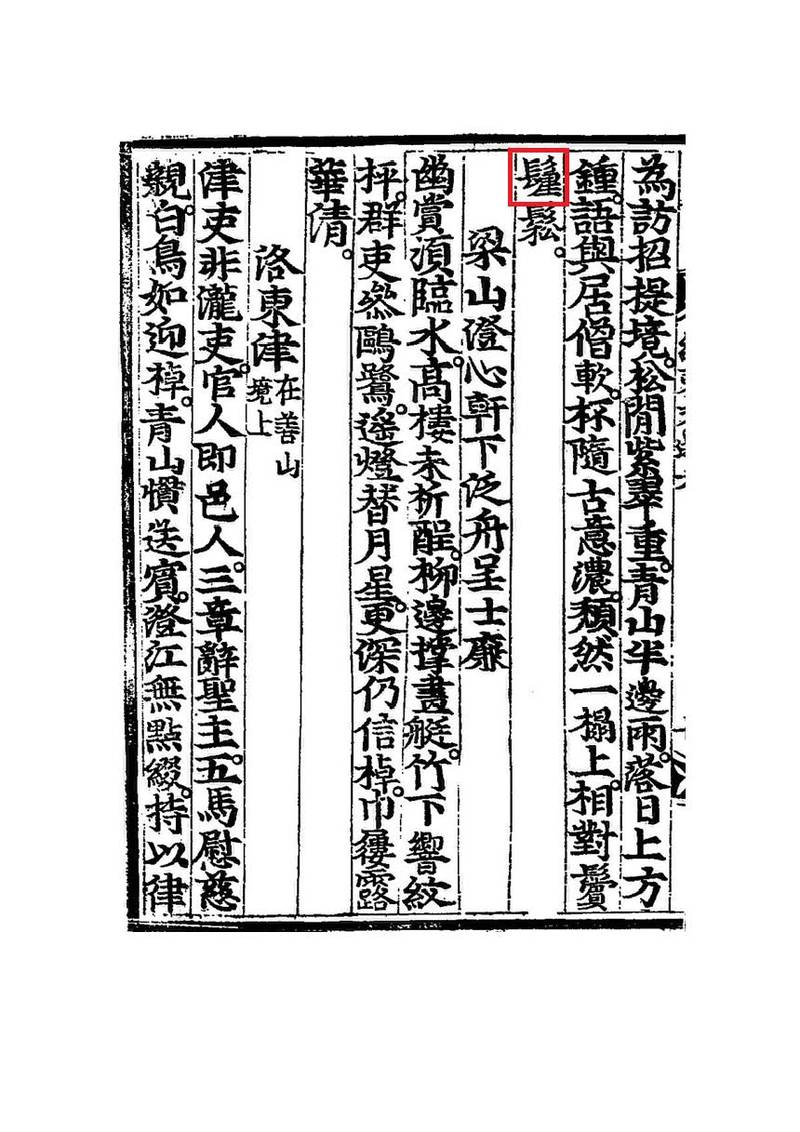 為訪招提境。松間紫翠重。青山半邊雨。落日上方
鍾。語與居僧軟。杯隨古意濃。頹然一榻上。相對鬢
鬆。
梁山澄心軒下泛舟呈士廉
幽賞須臨水。高樓未析酲。柳邊撑畫艇。竹下響紋
枰。群吏叅鷗鷺。遙燈替月星。更深仍信棹。巾屨露
華清。
洛東津在善山境上
津吏非瀧吏。官人即邑人。三章辭聖主。五馬慰慈
親。白鳥如迎棹。青山慣送賓。澄江無點綴。持以律